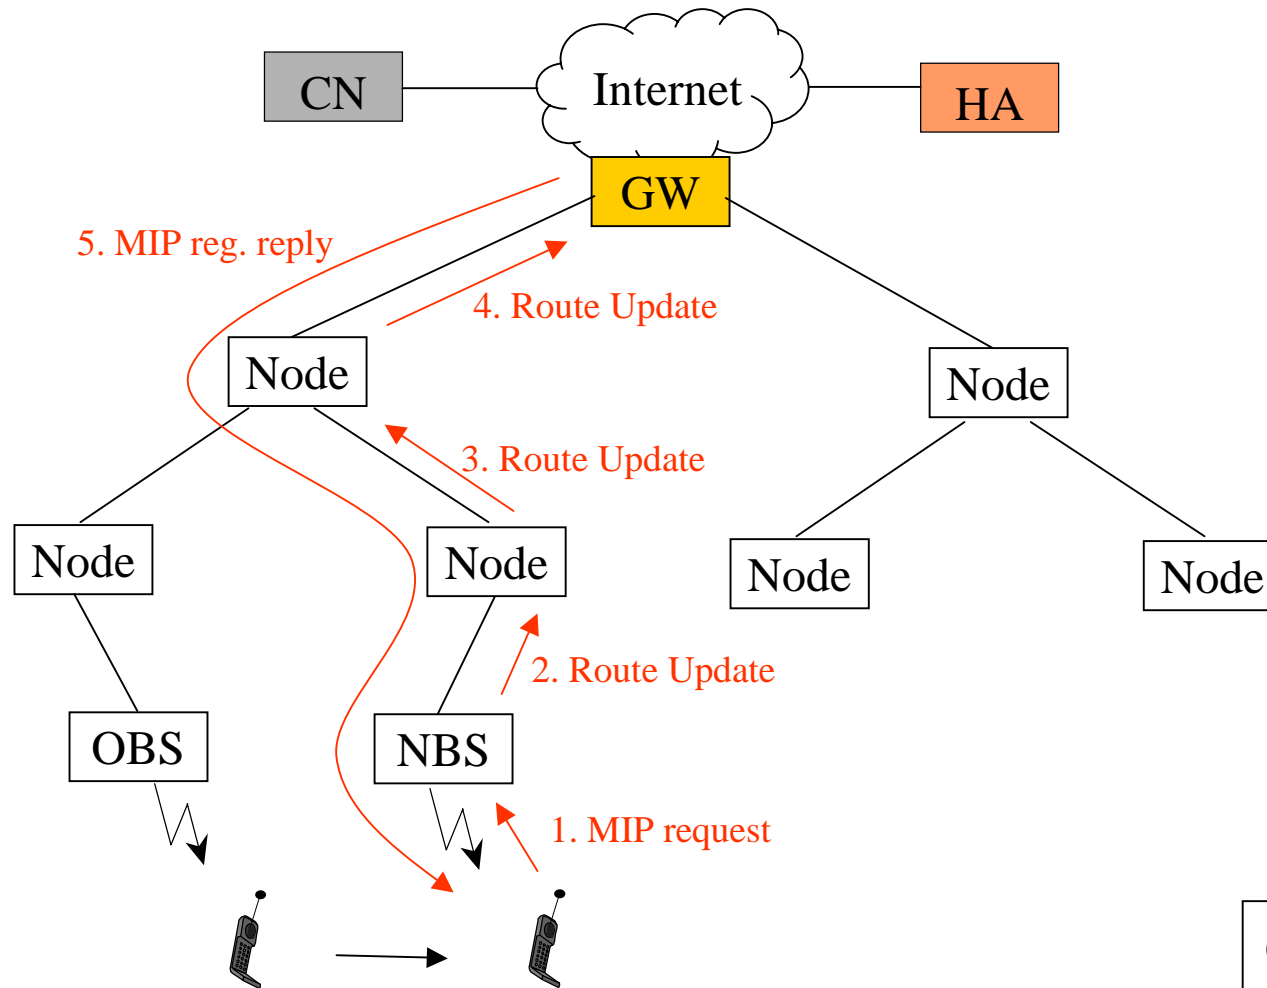 CN
Internet
HA
GW
5. MIP reg. reply
4. Route Update
Node
Node
3. Route Update
Node
Node
Node
Node
2. Route Update
OBS
NBS
1. MIP request